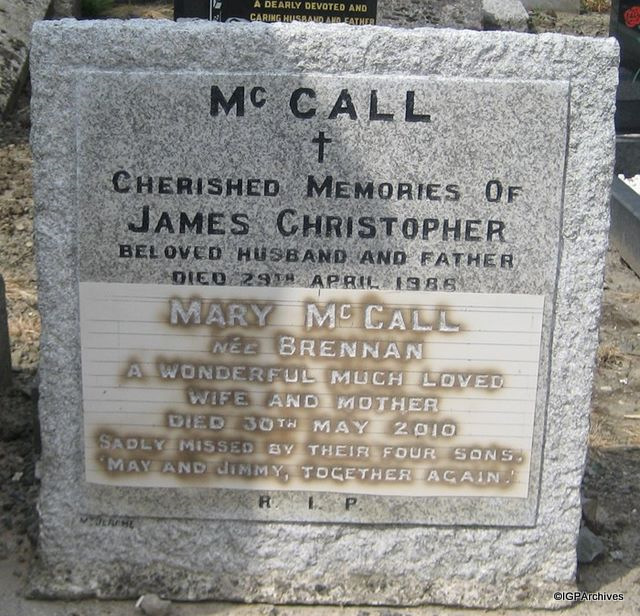 A DEARLY DEVOTED AND
CARING HUSBAND AND FATHER
Mc CALL
CHERISHED MEMORIES OF
JAMES CHRISTOPHER
BELOVED HUSBAND AND FATHER
DIED 29TH APRIL 1986
MARY McCALL
NÉE BRENNAN
A WONDERFUL MUCH LOVED
WIFE AND MOTHER
DIED 30TH MAY 2010
SADLY MISSED BY THEIR FOUR SONS.
'MAY AND JIMMY, TOGETHER AGAIN.'
R. I. P.
©IGPArchives